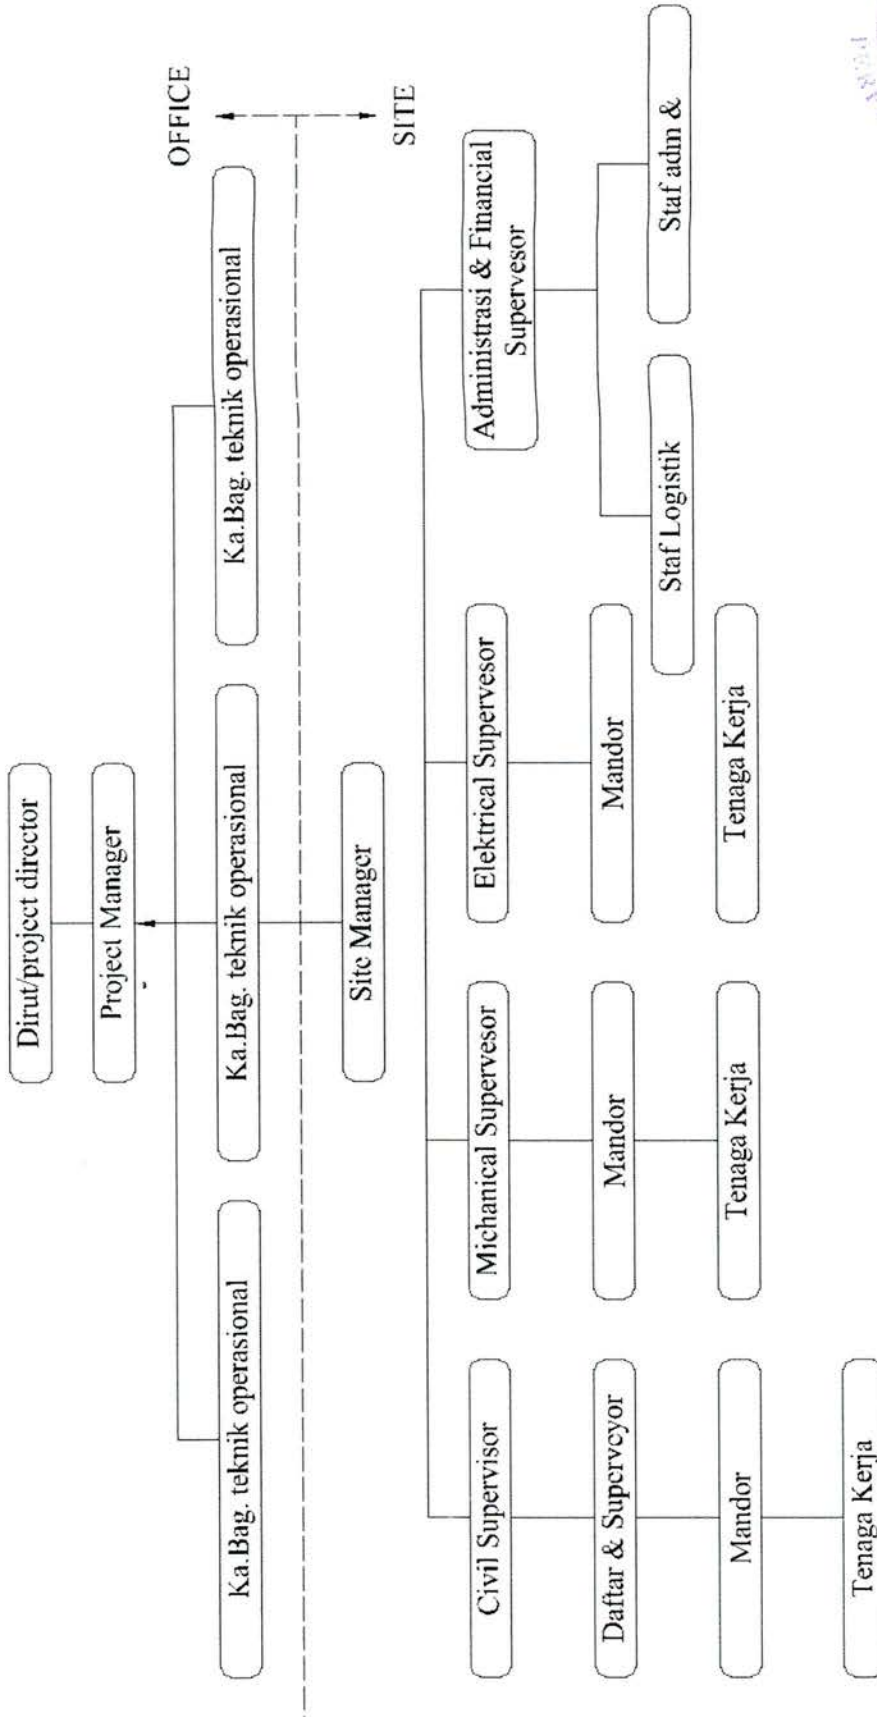 Dirut/project director
Project Manager
OFFICE
Ka.Bag. teknik operasional
Ka.Bag. teknik operasional
Ka.Bag. teknik operasional
SITE
Site Manager
Civil Supervisor
Michanical Supervesor
Elektrical Supervesor
Administrasi & Financial
Supervesor
Daftar & Superveyor
Mandor
Mandor
Staf Logistik
Staf adm &
Mandor
Tenaga Kerja
Tenaga Kerja
Tenaga Kerja